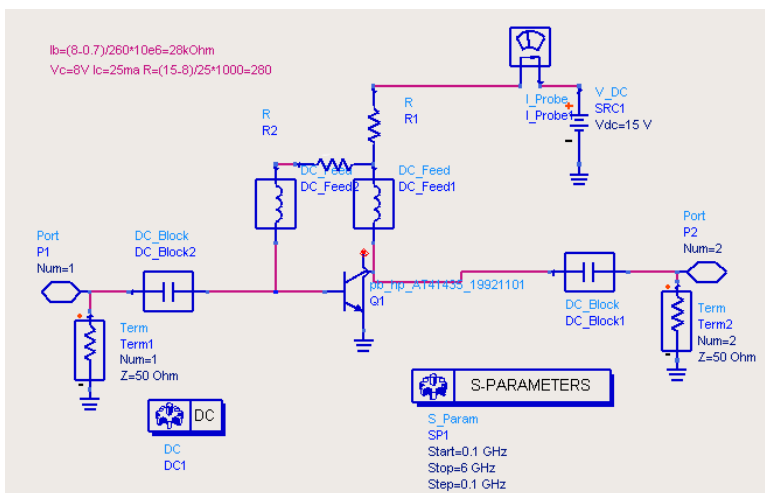 Ib=(8-0.7)/260*10e6=28kOhm
Vc=8V Ic=25ma R=(15-8)/25*1000=280
R
R2
R
R1
I_Probe
I_Probe1
V_DC
SRC1
Vdc=15 V
DC_Feed
DC_Feed2
DC_Feed
DC_Feed1
Port
P1
Num=1
DC_Block
DC_Block2
Port
P2
Num=2
pb_hp_AT41435_19921101
Q1
DC_Block
DC_Block1
Term
Term1
Num=1
Z=50 Ohm
Term
Term2
Num=2
Z=50 Ohm
DC
DC
DC1
S-PARAMETERS
S_Param
SP1
Start=0.1 GHz
Stop=6 GHz
Step=0.1 GHz